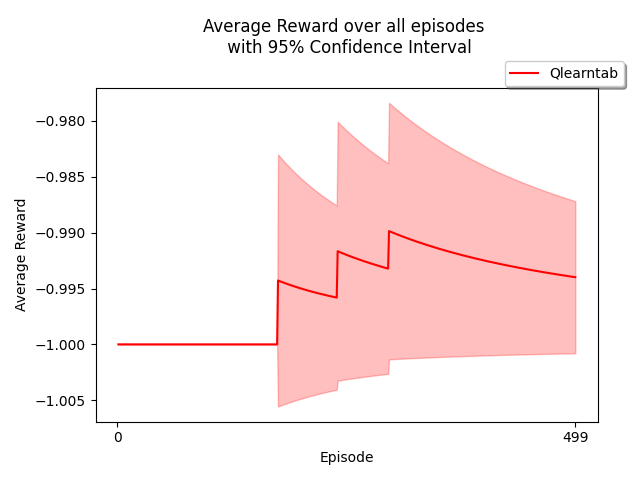 Average Reward over all episodes
with 95% Confidence Interval
Qlearntab
−0.980
−0.985
−0.990
−0.995
−1.000
−1.005
Average Reward
0
499
Episode